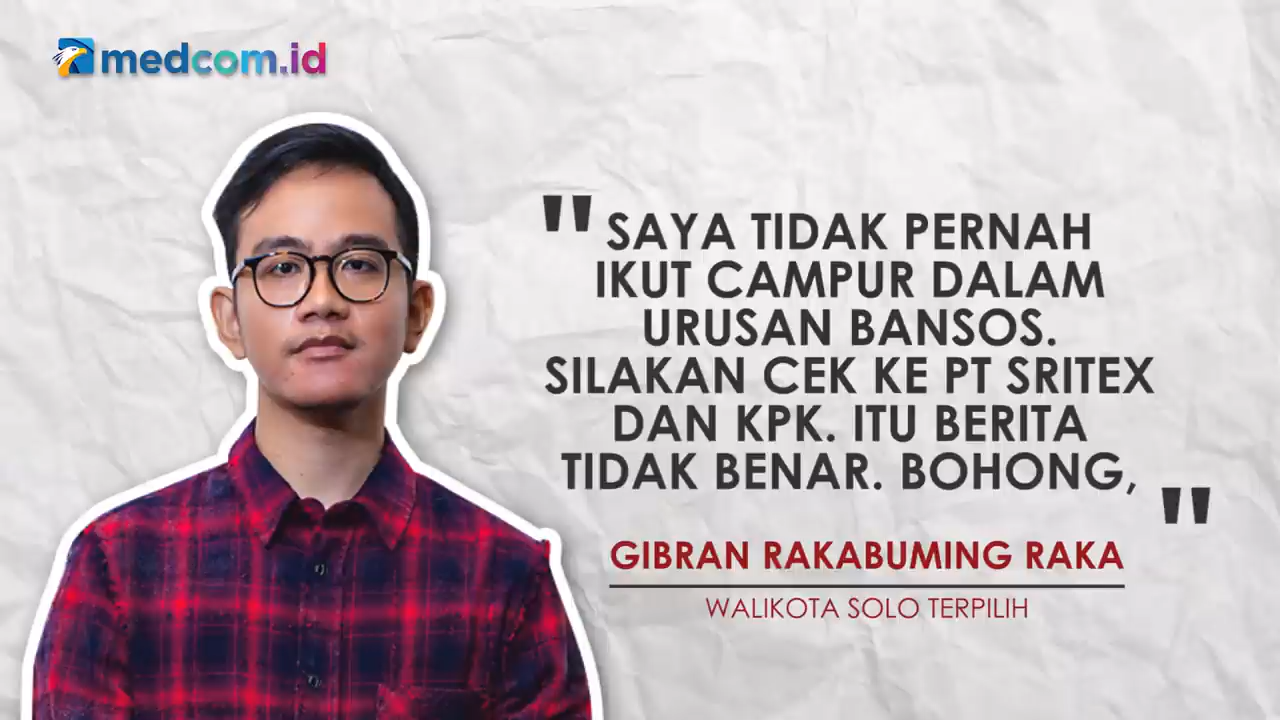 medcom.id
"SAYA TIDAK PERNAH
IKUT CAMPUR DALAM
URUSAN BANSOS.
SILAKAN CEK KE PT SRITEX
DAN KPK. ITU BERITA
TIDAK BENAR. BOHONG,"
GIBRAN RAKABUMING RAKA
WALIKOTA SOLO TERPILIH